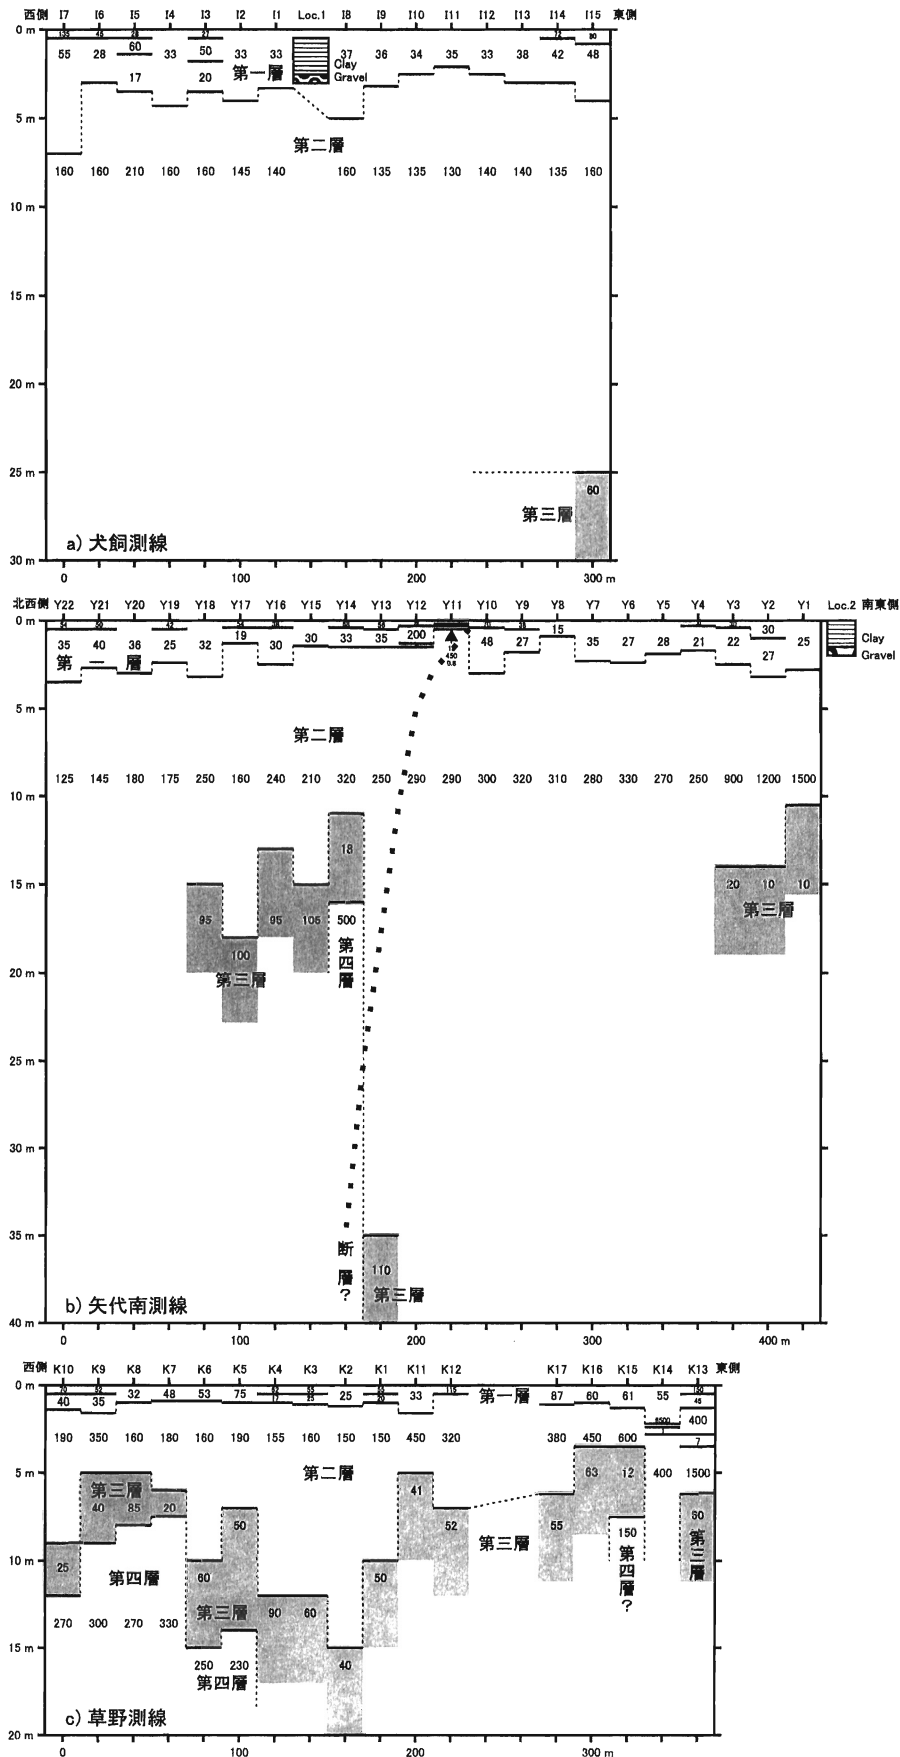 西側 I7 I6 I5 I4 I3 I2 I1 Loc.1 I8 I9 I10 I11 I12 I13 I14 I15 東側
0 m
135 45 28 27 72 80
55 28 60 33 50 33 33 37 36 34 35 33 38 42 48
Clay
Gravel
17 20 第一層
5 m
第二層
160 160 210 160 160 145 140 160 135 135 130 140 140 135 160
10 m
15 m
20 m
25 m
60
第三層
a) 犬飼測線
30 m
0 100 200 300 m
北西側 Y22 Y21 Y20 Y19 Y18 Y17 Y16 Y15 Y14 Y13 Y12 Y11 Y10 Y9 Y8 Y7 Y6 Y5 Y4 Y3 Y2 Y1 Loc.2 南東側
0 m
35 40 36 25 32 19 30 30 33 35 200 48 27 15 35 27 28 21 22 30 25
27
450
Clay
Gravel
第一層
5 m
第二層
125 145 180 175 250 160 240 210 320 250 290 290 300 320 310 280 330 270 250 900 1200 1500
10 m
18
15 m
20 10 10
第三層
95 100 95 105 500
第四層
第三層
20 m
25 m
30 m
35 m
断層?
110
第三層
b) 矢代南測線
40 m
0 100 200 300 400 m
西側 K10 K9 K8 K7 K6 K5 K4 K3 K2 K1 K11 K12 K17 K16 K15 K14 K13 東側
0 m
70 52 32 48 53 75 25 33 115 第一層 87 60 61 55
40 35 400
190 350 160 180 160 190 155 160 150 150 450 320 380 450 600
7
第二層
5 m
63 12 400 1500
第三層
40 85 20 50 41 52 55 60
第三層
150
第四層?
第三層
10 m
25 60 50
第四層
第三層
90 60
270 300 270 330
15 m
250 230 40
第四層
c) 草野測線
20 m
0 100 200 300 m